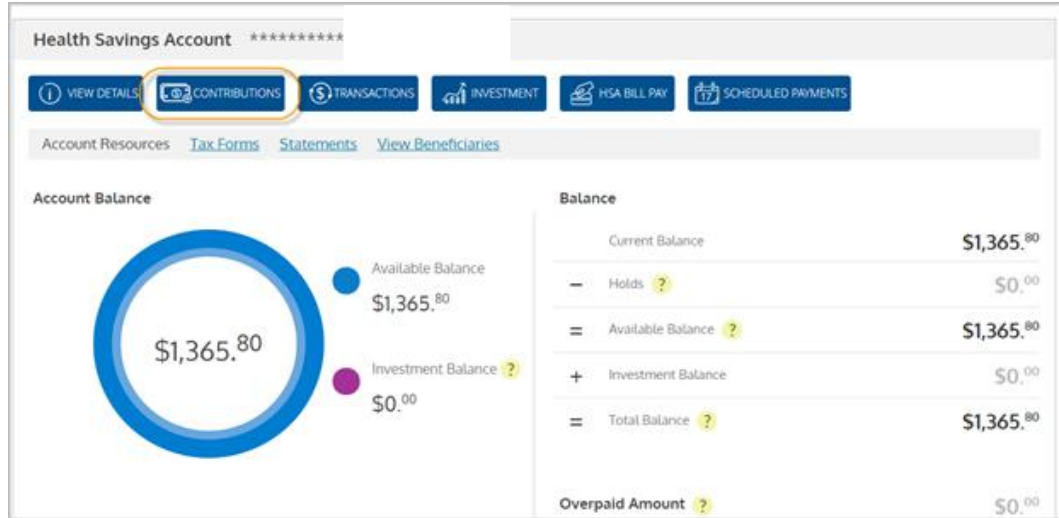 Health Savings Account ***********
VIEW DETAILS CONTRIBUTIONS TRANSACTIONS INVESTMENT HSA BILL PAY 17 SCHEDULED PAYMENTS
Account Resources Tax Forms Statements View Beneficiaries
Account Balance
$1,365.80
Available Balance
$1,365.80
Investment Balance ?
$0.00
Balance
Current Balance $1,365.80
− Holds ? $0.00
= Available Balance ? $1,365.80
+ Investment Balance $0.00
= Total Balance ? $1,365.80
Overpaid Amount ? $0.00